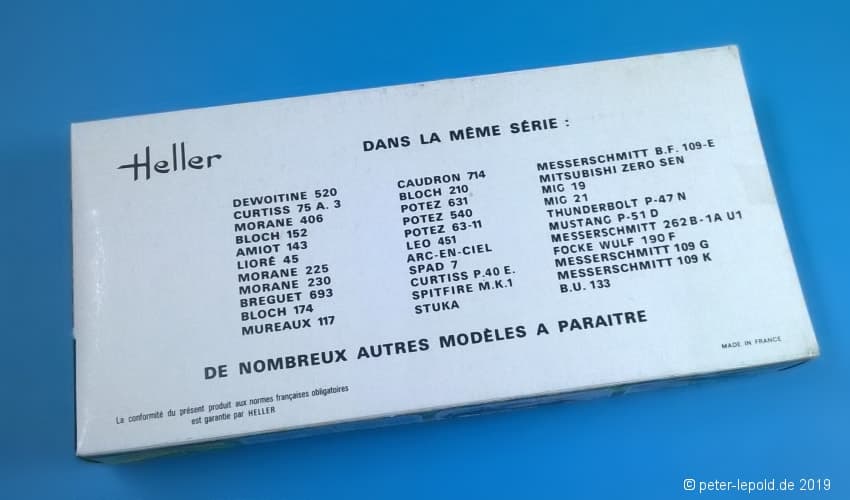 Heller
DANS LA MÊME SÉRIE :
DEWOITINE 520
CURTISS 75 A. 3
MORANE 406
BLOCH 152
AMIOT 143
LIORÉ 45
MORANE 225
MORANE 230
BREGUET 693
BLOCH 174
MUREAUX 117
CAUDRON 714
BLOCH 210
POTEZ 631
POTEZ 540
POTEZ 63-11
LEO 451
ARC-EN-CIEL
SPAD 7
CURTISS P.40 E.
SPITFIRE M.K.1
STUKA
MESSERSCHMITT B.F. 109-E
MITSUBISHI ZERO SEN
MIG 19
MIG 21
THUNDERBOLT P-47 N
MUSTANG P-51 D
MESSERSCHMITT 262 B-1A U1
FOCKE WULF 190 F
MESSERSCHMITT 109 G
MESSERSCHMITT 109 K
B.U. 133
DE NOMBREUX AUTRES MODÈLES A PARAITRE
MADE IN FRANCE
La conformité du présent produit aux normes françaises obligatoires
est garantie par HELLER
© peter-lepold.de 2019